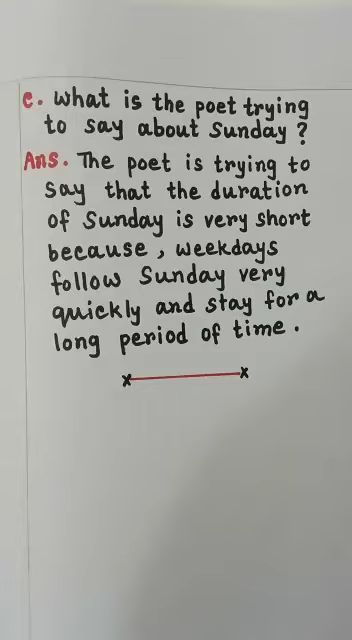 c. What is the poet trying
to say about Sunday ?
Ans. The poet is trying to
say that the duration
of Sunday is very short
because, weekdays
follow Sunday very
quickly and stay for a
long period of time.
x x